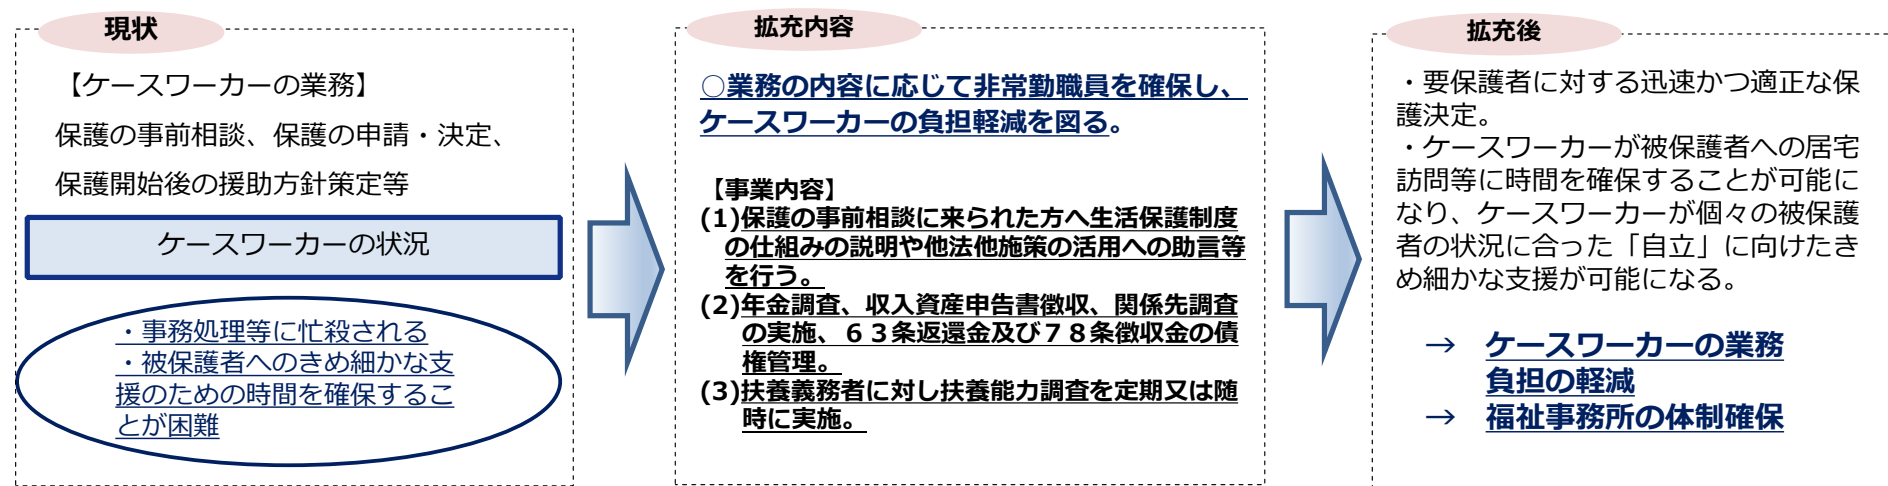 現状
【ケースワーカーの業務】
保護の事前相談、保護の申請・決定、
保護開始後の援助方針策定等
ケースワーカーの状況
・事務処理等に忙殺される
・被保護者へのきめ細かな支
援のための時間を確保するこ
とが困難
拡充内容
○業務の内容に応じて非常勤職員を確保し、
ケースワーカーの負担軽減を図る。
【事業内容】
(1)保護の事前相談に来られた方へ生活保護制度
の仕組みの説明や他法他施策の活用への助言等
を行う。
(2)年金調査、収入資産申告書徴収、関係先調査
の実施、６３条返還金及び７８条徴収金の債
権管理。
(3)扶養義務者に対し扶養能力調査を定期又は随
時に実施。
拡充後
・要保護者に対する迅速かつ適正な保
護決定。
・ケースワーカーが被保護者への居宅
訪問等に時間を確保することが可能に
なり、ケースワーカーが個々の被保護
者の状況に合った「自立」に向けたき
め細かな支援が可能になる。
→ ケースワーカーの業務
負担の軽減
→ 福祉事務所の体制確保